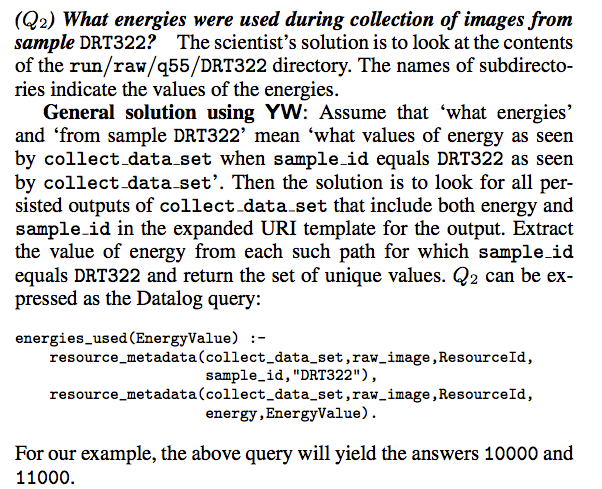 (Q2) What energies were used during collection of images from
sample DRT322? The scientist's solution is to look at the contents
of the run/raw/q55/DRT322 directory. The names of subdirecto-
ries indicate the values of the energies.
General solution using YW: Assume that 'what energies'
and 'from sample DRT322' mean 'what values of energy as seen
by collect_data_set when sample_id equals DRT322 as seen
by collect_data_set'. Then the solution is to look for all per-
sisted outputs of collect_data_set that include both energy and
sample_id in the expanded URI template for the output. Extract
the value of energy from each such path for which sample_id
equals DRT322 and return the set of unique values. Q2 can be ex-
pressed as the Datalog query:
energies_used(EnergyValue) :-
resource_metadata(collect_data_set,raw_image,ResourceId,
sample_id,"DRT322"),
resource_metadata(collect_data_set,raw_image,ResourceId,
energy,EnergyValue).
For our example, the above query will yield the answers 10000 and
11000.